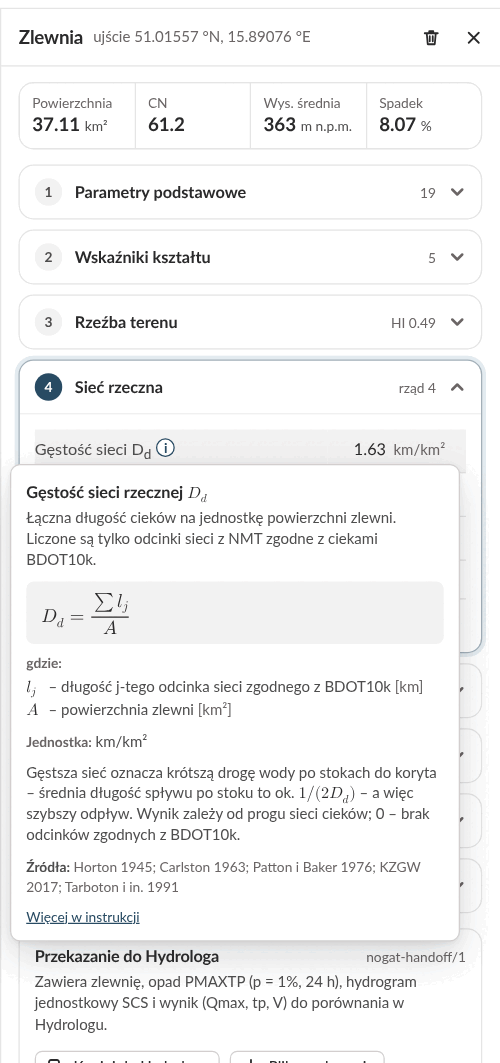 Zlewnia ujście 51.01557 °N, 15.89076 °E
Powierzchnia CN Wys. średnia Spadek
37.11 km² 61.2 363 m n.p.m. 8.07 %
1 Parametry podstawowe 19
2 Wskaźniki kształtu 5
3 Rzeźba terenu HI 0.49
4 Sieć rzeczna rząd 4
Gęstość sieci D_d i 1.63 km/km²
Gęstość sieci rzecznej D_d
Łączna długość cieków na jednostkę powierzchni zlewni.
Liczone są tylko odcinki sieci z NMT zgodne z ciekami
BDOT10k.
D_d = ∑ l_j / A
gdzie:
l_j – długość j-tego odcinka sieci zgodnego z BDOT10k [km]
A – powierzchnia zlewni [km²]
Jednostka: km/km²
Gęstsza sieć oznacza krótszą drogę wody po stokach do koryta
– średnia długość spływu po stoku to ok. 1/(2D_d) – a więc
szybszy odpływ. Wynik zależy od progu sieci cieków; 0 – brak
odcinków zgodnych z BDOT10k.
Źródła: Horton 1945; Carlston 1963; Patton i Baker 1976; KZGW
2017; Tarboton i in. 1991
Więcej w instrukcji
Przekazanie do Hydrologa nogat-handoff/1
Zawiera zlewnię, opad PMAXTP (p = 1%, 24 h), hydrogram
jednostkowy SCS i wynik (Qmax, tp, V) do porównania w
Hydrologu.